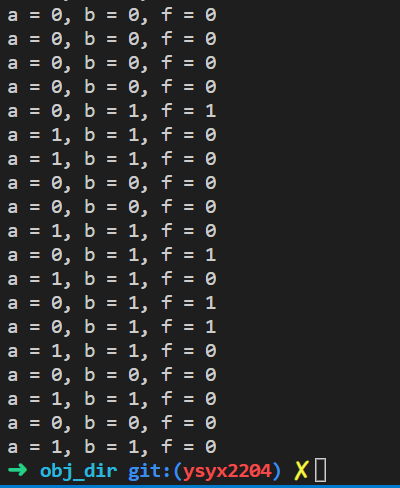 a = 0, b = 0, f = 0
a = 0, b = 0, f = 0
a = 0, b = 0, f = 0
a = 0, b = 0, f = 0
a = 0, b = 1, f = 1
a = 1, b = 1, f = 0
a = 1, b = 1, f = 0
a = 0, b = 0, f = 0
a = 0, b = 0, f = 0
a = 1, b = 1, f = 0
a = 0, b = 1, f = 1
a = 1, b = 1, f = 0
a = 0, b = 1, f = 1
a = 0, b = 1, f = 1
a = 1, b = 1, f = 0
a = 0, b = 0, f = 0
a = 1, b = 1, f = 0
a = 0, b = 0, f = 0
a = 1, b = 1, f = 0
➜ obj_dir git:(ysyx2204) ✗